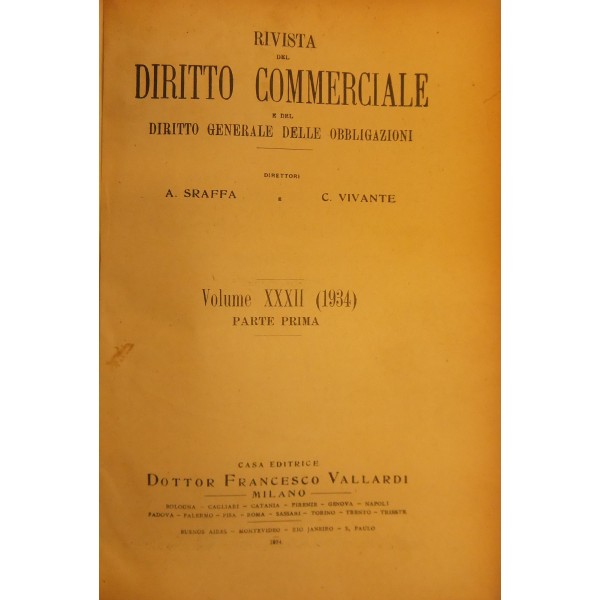 RIVISTA
DEL
DIRITTO COMMERCIALE
E DEL
DIRITTO GENERALE DELLE OBBLIGAZIONI
DIRETTORI
A. SRAFFA E C. VIVANTE
Volume XXXII (1934)
PARTE PRIMA
CASA EDITRICE
DOTTOR FRANCESCO VALLARDI
MILANO
BOLOGNA - CAGLIARI - CATANIA - FIRENZE - GENOVA - NAPOLI
PADOVA - PALERMO - PISA - ROMA - SASSARI - TORINO - TRENTO - TRIESTE
BUENOS AIRES - MONTEVIDEO - RIO JANEIRO - S. PAULO
1934